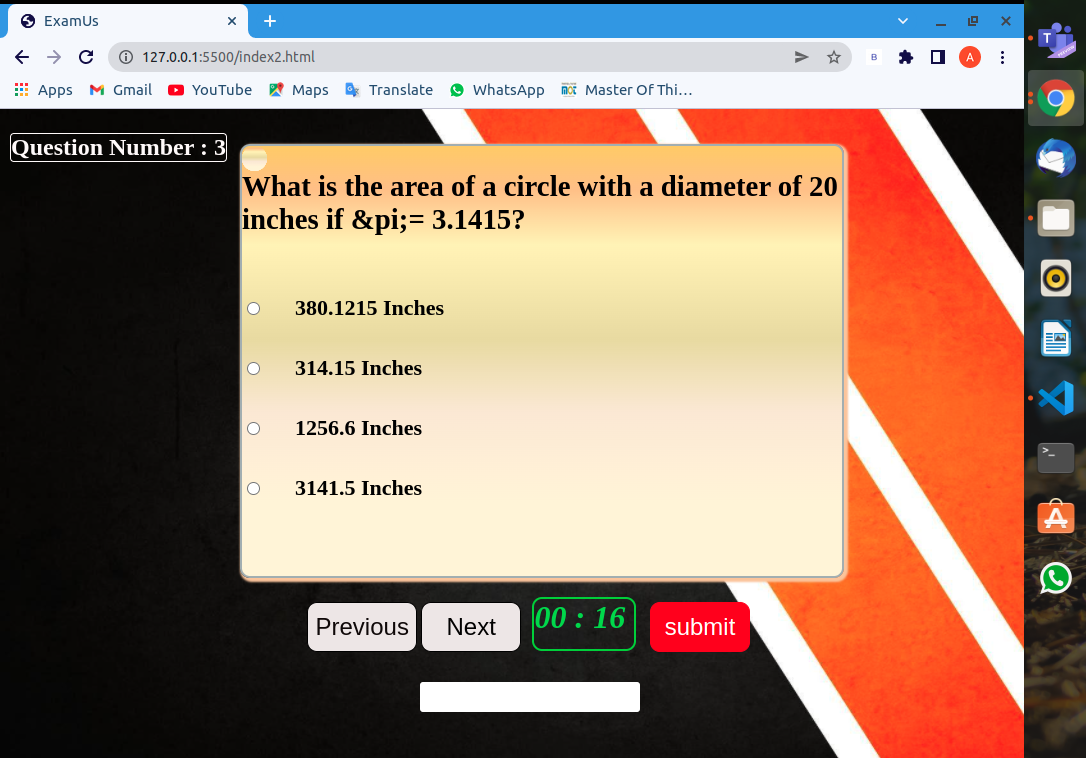 ExamUs
127.0.0.1:5500/index2.html
B
A
Apps Gmail YouTube Maps Translate WhatsApp Master Of Thi…
Question Number : 3
What is the area of a circle with a diameter of 20
inches if &pi;= 3.1415?
380.1215 Inches
314.15 Inches
1256.6 Inches
3141.5 Inches
Previous Next 00 : 16 submit